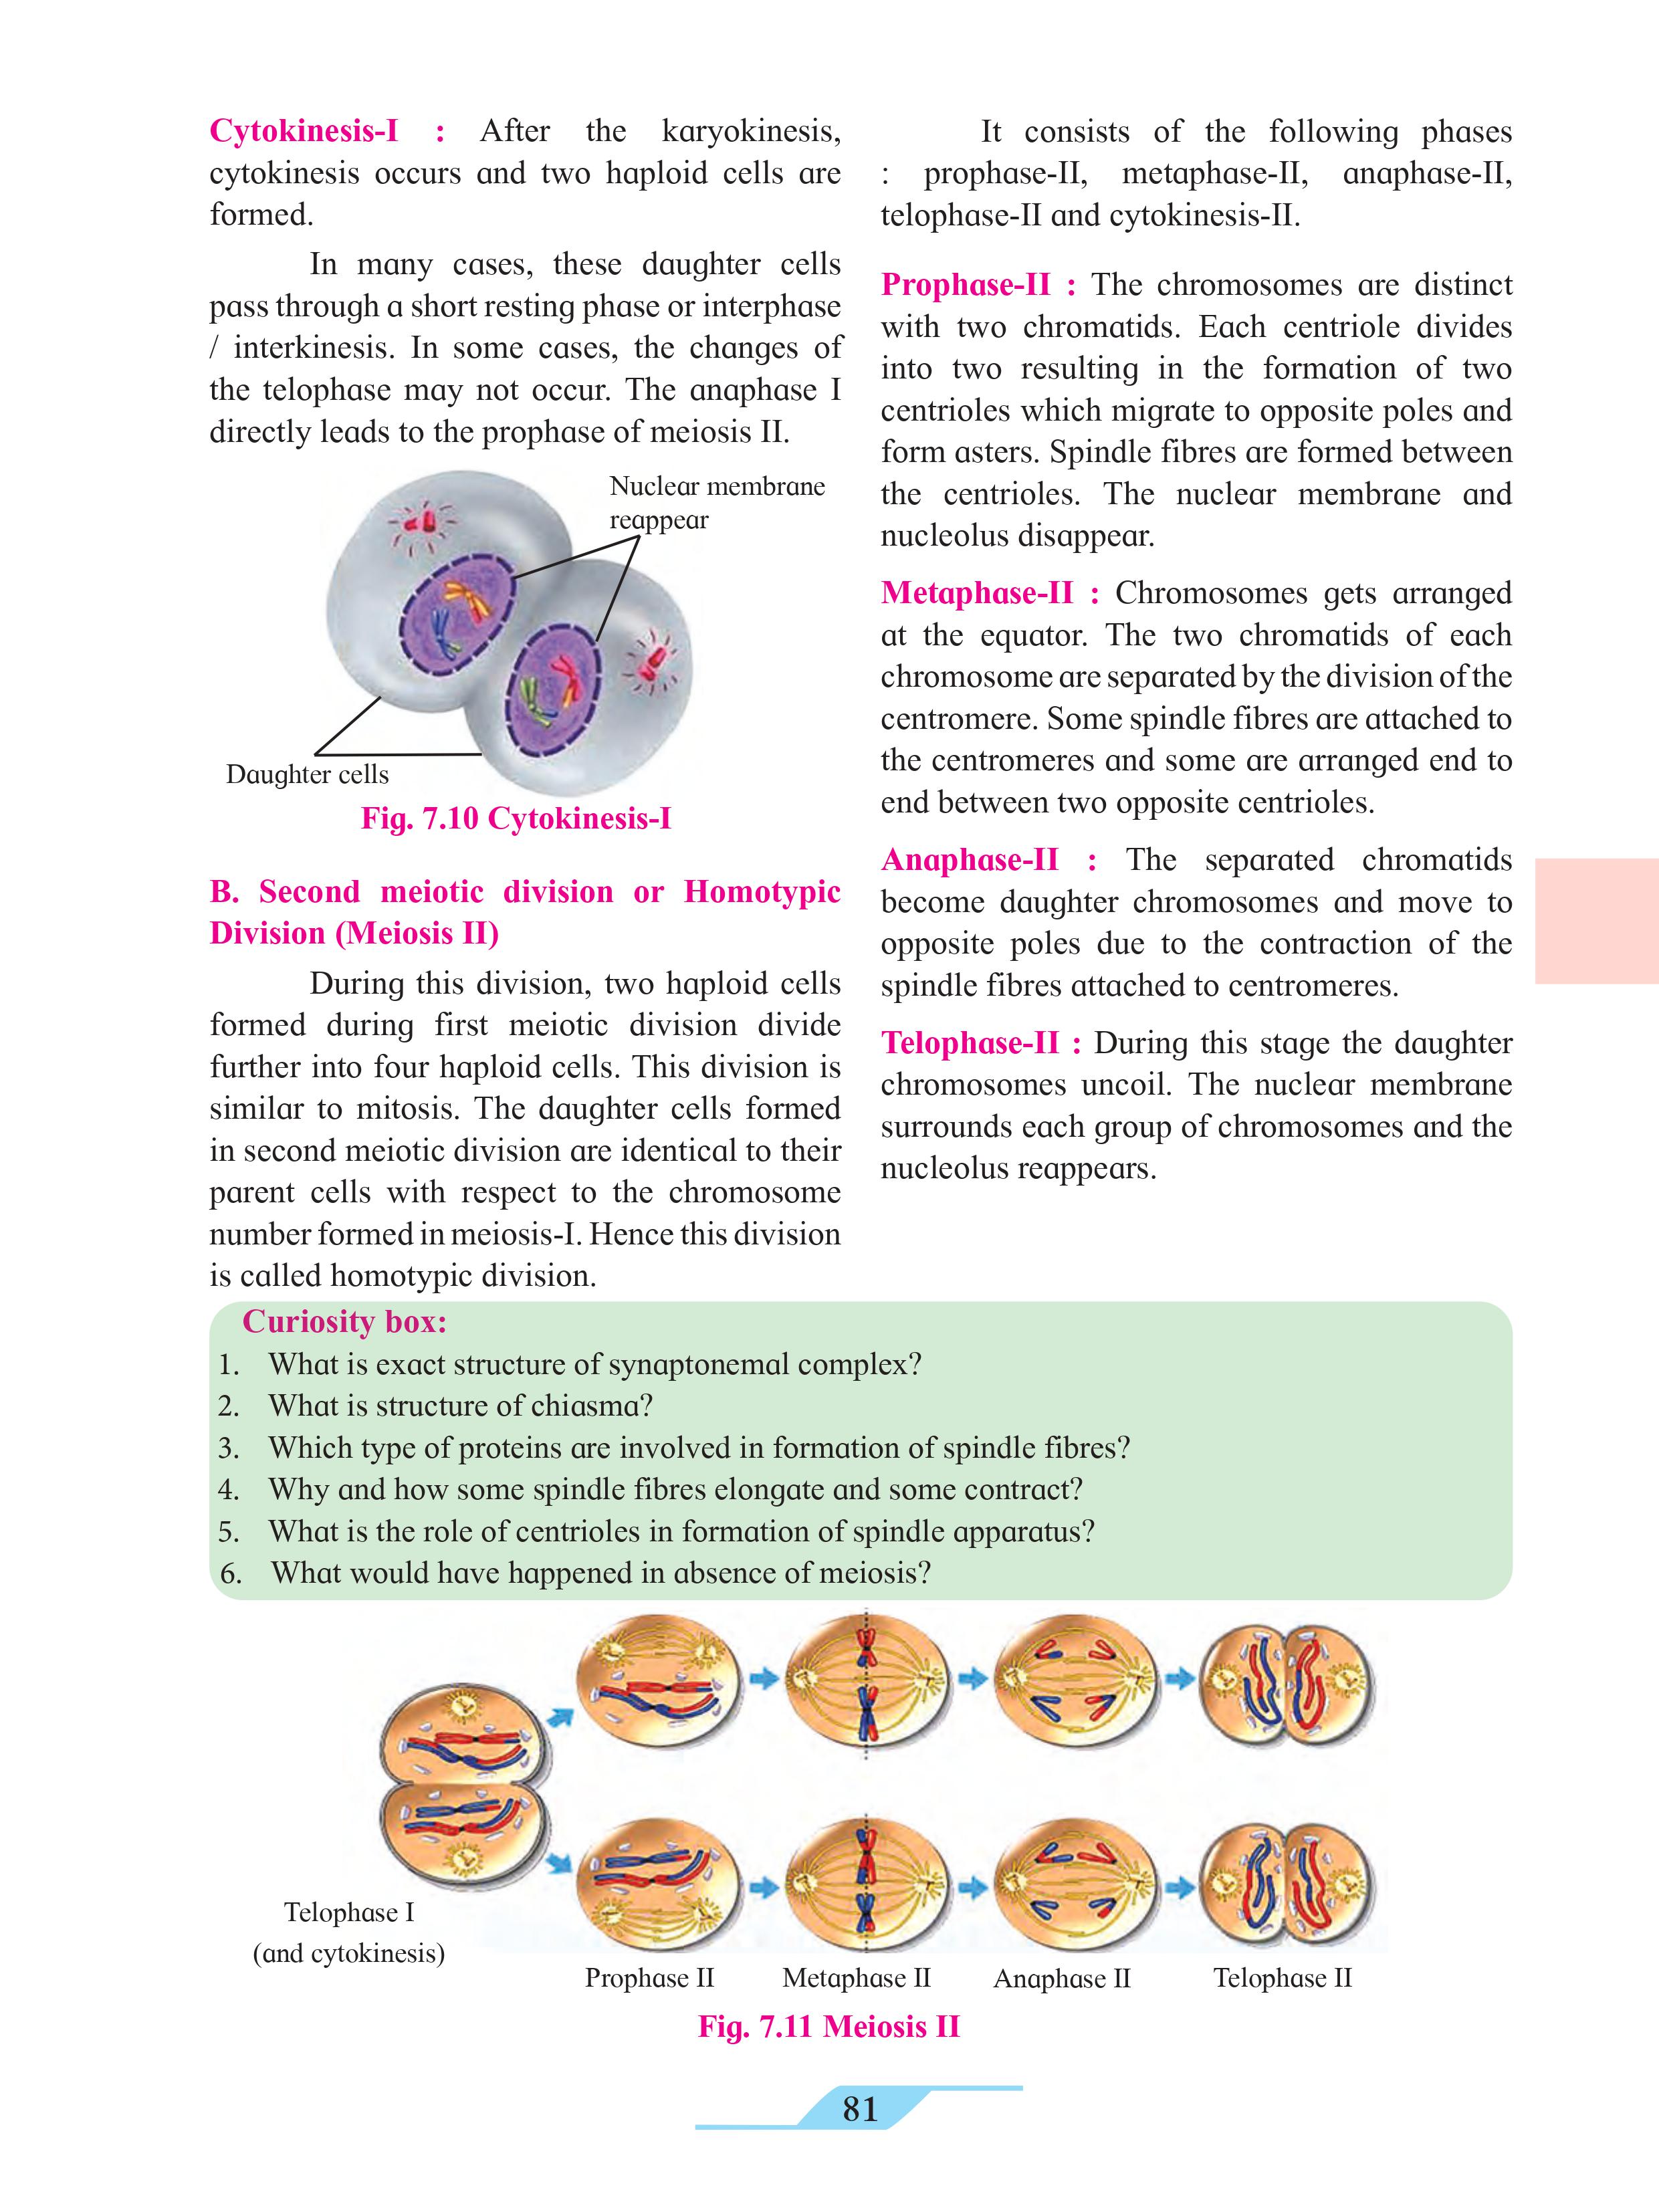 Cytokinesis-I : After the karyokinesis,
cytokinesis occurs and two haploid cells are
formed.
In many cases, these daughter cells
pass through a short resting phase or interphase
/ interkinesis. In some cases, the changes of
the telophase may not occur. The anaphase I
directly leads to the prophase of meiosis II.
Nuclear membrane
reappear
Daughter cells
Fig. 7.10 Cytokinesis-I
B. Second meiotic division or Homotypic
Division (Meiosis II)
During this division, two haploid cells
formed during first meiotic division divide
further into four haploid cells. This division is
similar to mitosis. The daughter cells formed
in second meiotic division are identical to their
parent cells with respect to the chromosome
number formed in meiosis-I. Hence this division
is called homotypic division.
It consists of the following phases
: prophase-II, metaphase-II, anaphase-II,
telophase-II and cytokinesis-II.
Prophase-II : The chromosomes are distinct
with two chromatids. Each centriole divides
into two resulting in the formation of two
centrioles which migrate to opposite poles and
form asters. Spindle fibres are formed between
the centrioles. The nuclear membrane and
nucleolus disappear.
Metaphase-II : Chromosomes gets arranged
at the equator. The two chromatids of each
chromosome are separated by the division of the
centromere. Some spindle fibres are attached to
the centromeres and some are arranged end to
end between two opposite centrioles.
Anaphase-II : The separated chromatids
become daughter chromosomes and move to
opposite poles due to the contraction of the
spindle fibres attached to centromeres.
Telophase-II : During this stage the daughter
chromosomes uncoil. The nuclear membrane
surrounds each group of chromosomes and the
nucleolus reappears.
Curiosity box:
1. What is exact structure of synaptonemal complex?
2. What is structure of chiasma?
3. Which type of proteins are involved in formation of spindle fibres?
4. Why and how some spindle fibres elongate and some contract?
5. What is the role of centrioles in formation of spindle apparatus?
6. What would have happened in absence of meiosis?
Telophase I
(and cytokinesis)
Prophase II Metaphase II Anaphase II Telophase II
Fig. 7.11 Meiosis II
81